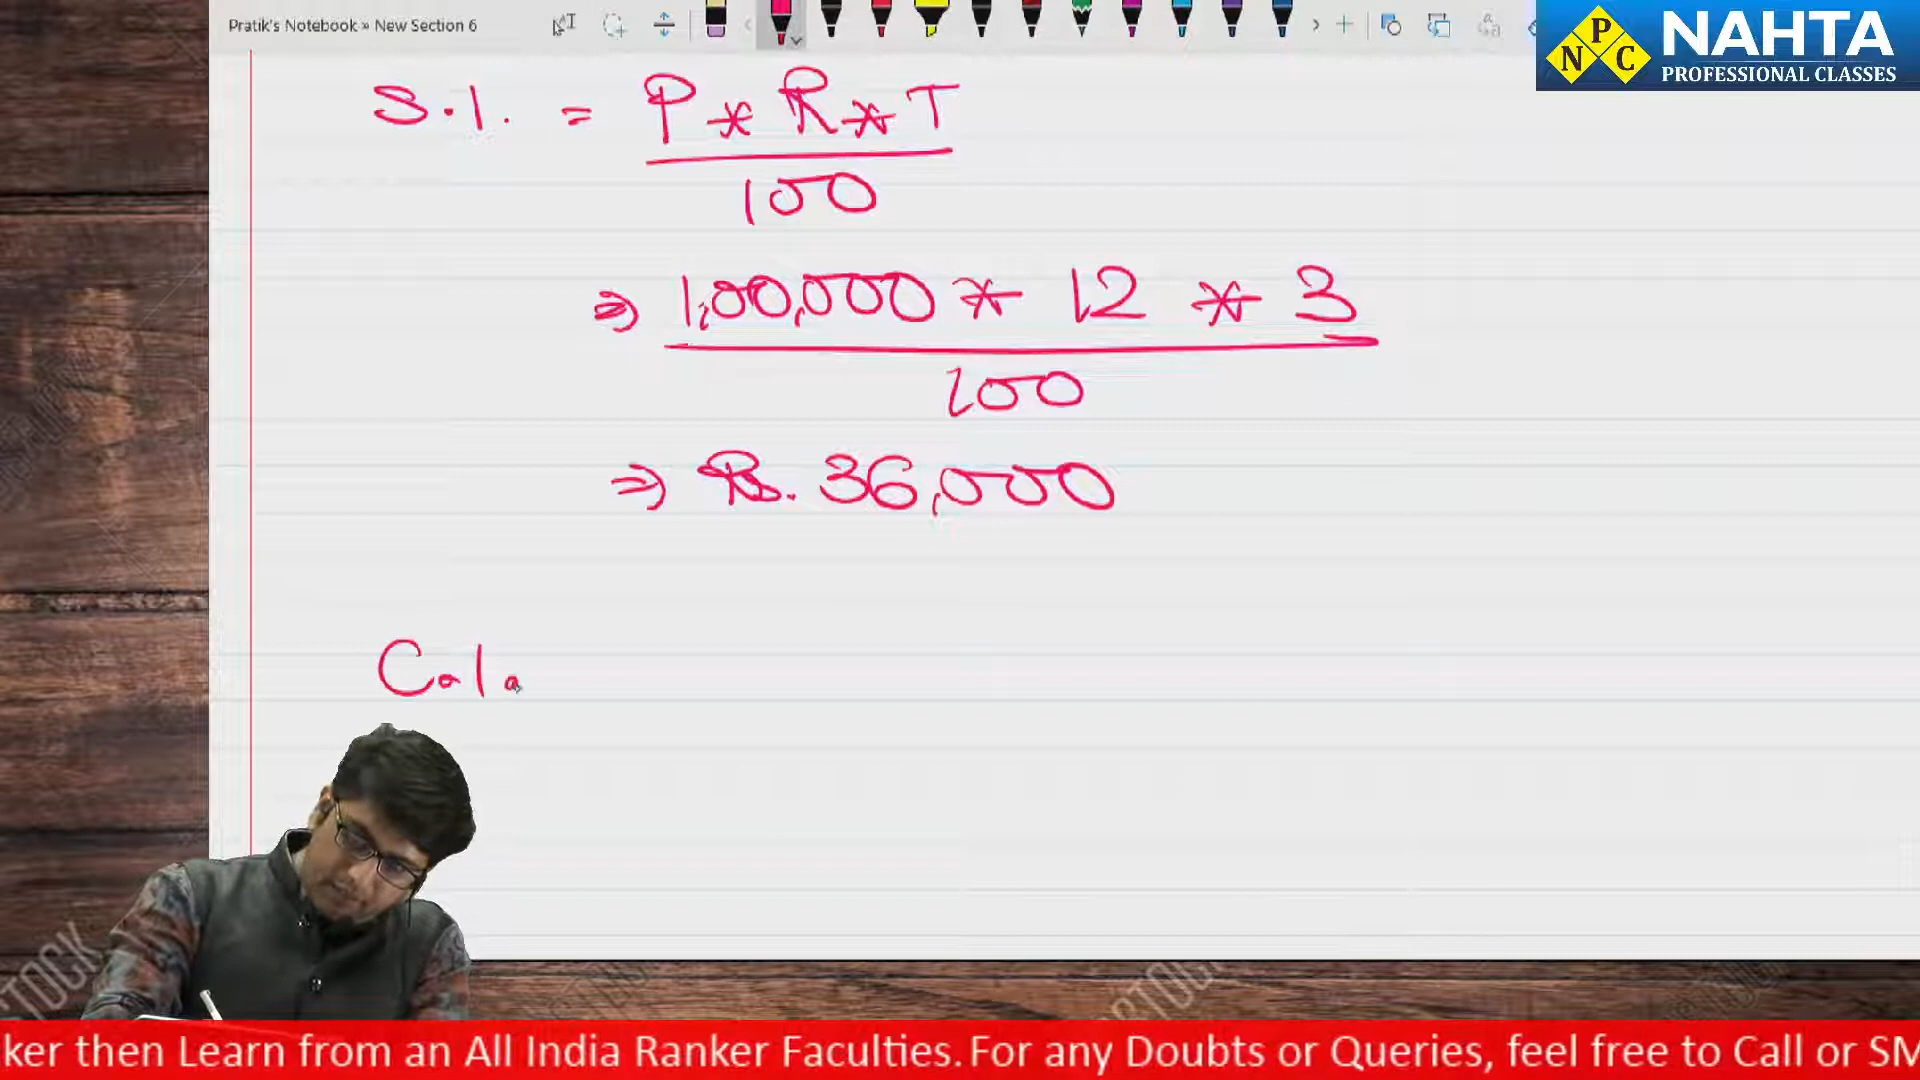 Pratik's Notebook » New Section 6
NPC
NAHTA
PROFESSIONAL CLASSES
S.I. = P * R * T
100
⇒ 1,00,000 * 12 * 3
100
⇒ Rs. 36,000
Cala
ker then Learn from an All India Ranker Faculties. For any Doubts or Queries, feel free to Call or SM